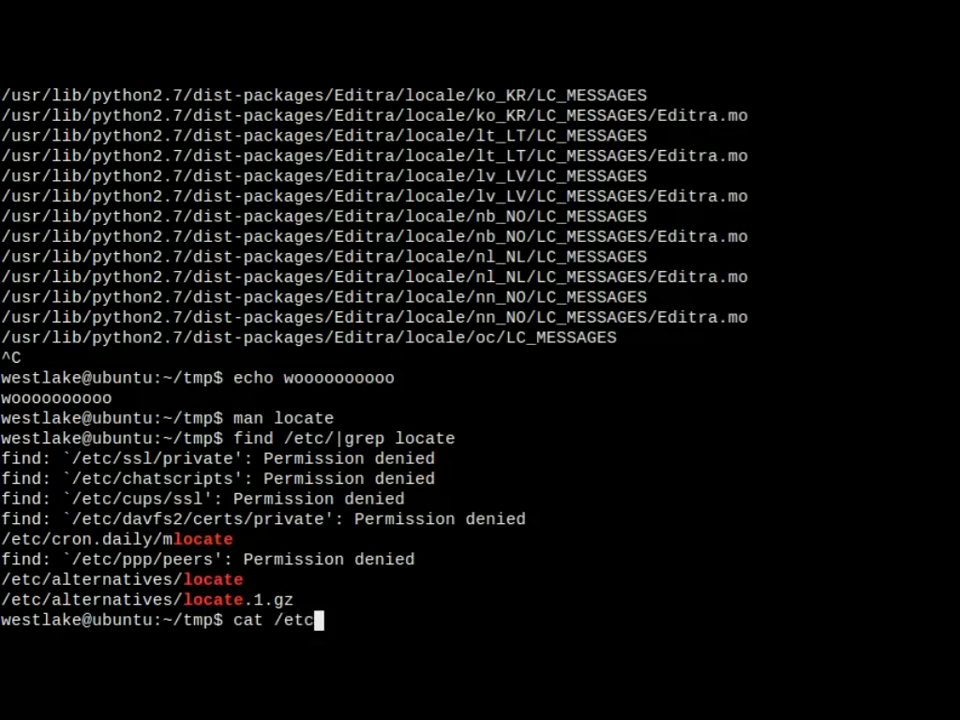 /usr/lib/python2.7/dist-packages/Editra/locale/ko_KR/LC_MESSAGES
/usr/lib/python2.7/dist-packages/Editra/locale/ko_KR/LC_MESSAGES/Editra.mo
/usr/lib/python2.7/dist-packages/Editra/locale/lt_LT/LC_MESSAGES
/usr/lib/python2.7/dist-packages/Editra/locale/lt_LT/LC_MESSAGES/Editra.mo
/usr/lib/python2.7/dist-packages/Editra/locale/lv_LV/LC_MESSAGES
/usr/lib/python2.7/dist-packages/Editra/locale/lv_LV/LC_MESSAGES/Editra.mo
/usr/lib/python2.7/dist-packages/Editra/locale/nb_NO/LC_MESSAGES
/usr/lib/python2.7/dist-packages/Editra/locale/nb_NO/LC_MESSAGES/Editra.mo
/usr/lib/python2.7/dist-packages/Editra/locale/nl_NL/LC_MESSAGES
/usr/lib/python2.7/dist-packages/Editra/locale/nl_NL/LC_MESSAGES/Editra.mo
/usr/lib/python2.7/dist-packages/Editra/locale/nn_NO/LC_MESSAGES
/usr/lib/python2.7/dist-packages/Editra/locale/nn_NO/LC_MESSAGES/Editra.mo
/usr/lib/python2.7/dist-packages/Editra/locale/oc/LC_MESSAGES
^C
westlake@ubuntu:~/tmp$ echo woooooooooo
woooooooooo
westlake@ubuntu:~/tmp$ man locate
westlake@ubuntu:~/tmp$ find /etc/|grep locate
find: `/etc/ssl/private': Permission denied
find: `/etc/chatscripts': Permission denied
find: `/etc/cups/ssl': Permission denied
find: `/etc/davfs2/certs/private': Permission denied
/etc/cron.daily/mlocate
find: `/etc/ppp/peers': Permission denied
/etc/alternatives/locate
/etc/alternatives/locate.1.gz
westlake@ubuntu:~/tmp$ cat /etc